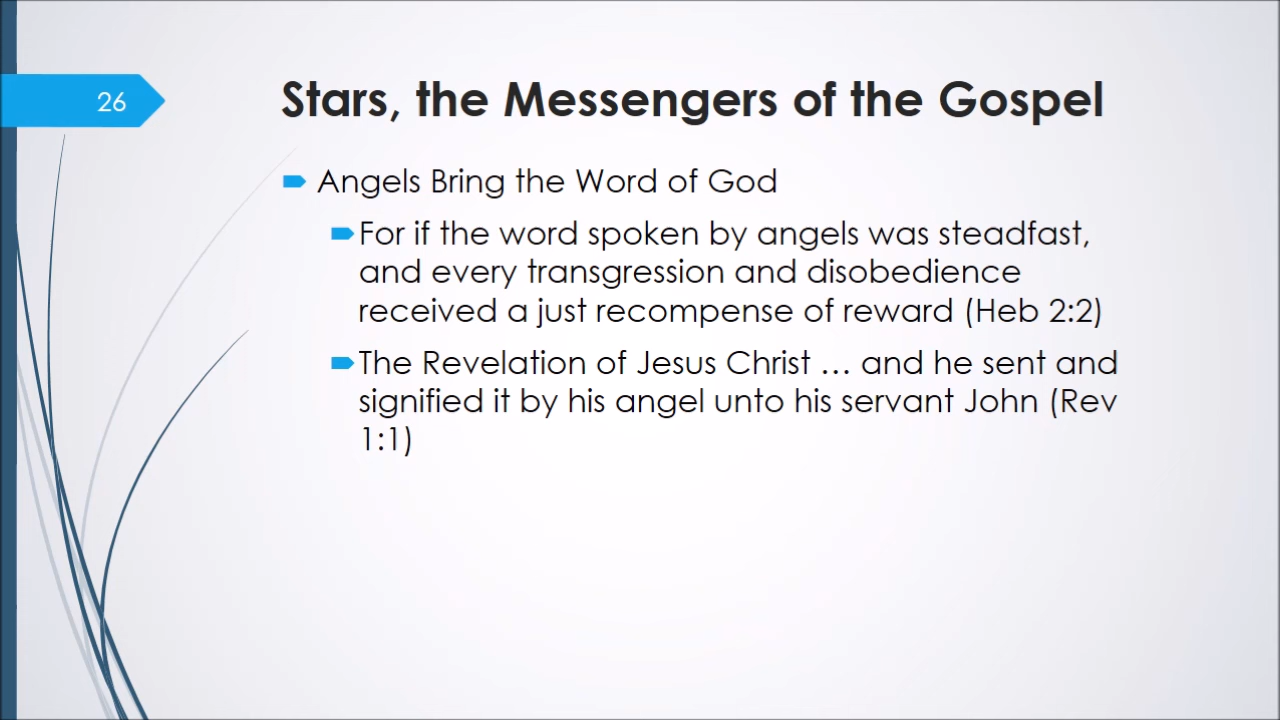 26
Stars, the Messengers of the Gospel
Angels Bring the Word of God
For if the word spoken by angels was steadfast,
and every transgression and disobedience
received a just recompense of reward (Heb 2:2)
The Revelation of Jesus Christ … and he sent and
signified it by his angel unto his servant John (Rev
1:1)